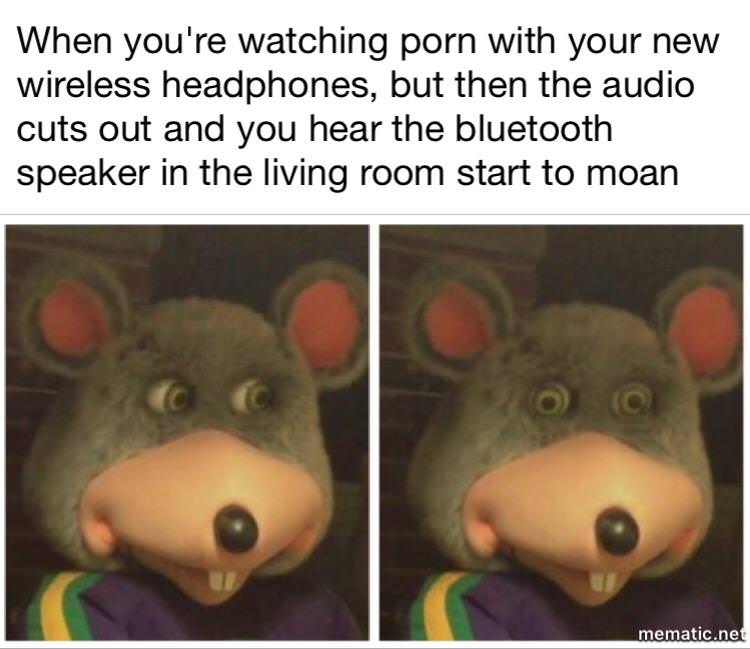 When you're watching porn with your new
wireless headphones, but then the audio
cuts out and you hear the bluetooth
speaker in the living room start to moan
mematic.net